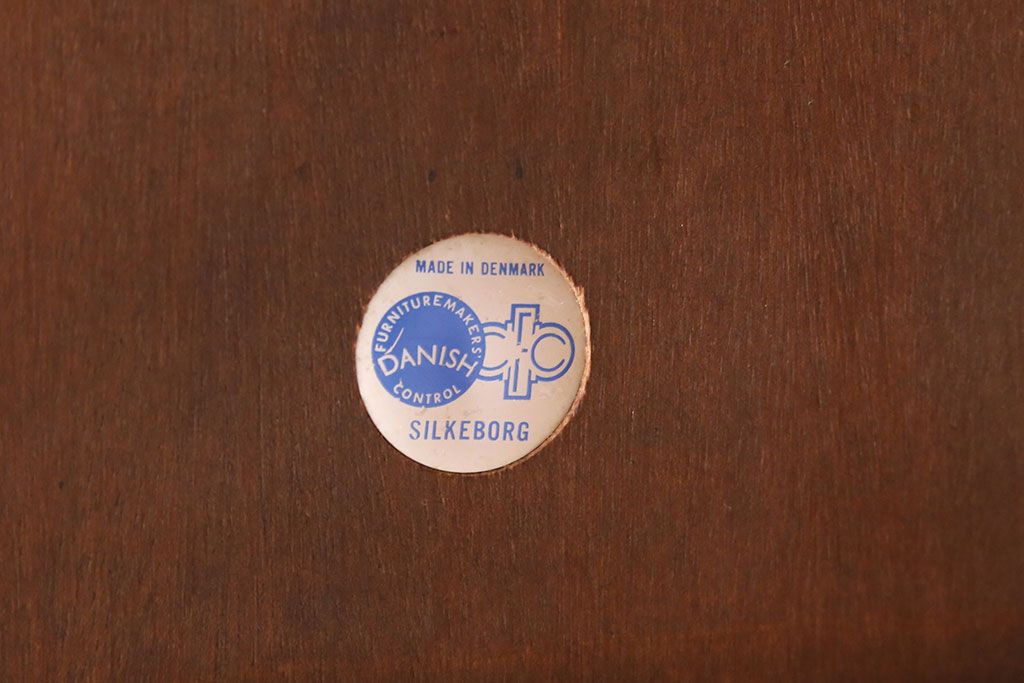 MADE IN DENMARK
FURNITUREMAKERS'
DANISH
CONTROL
CFC
SILKEBORG